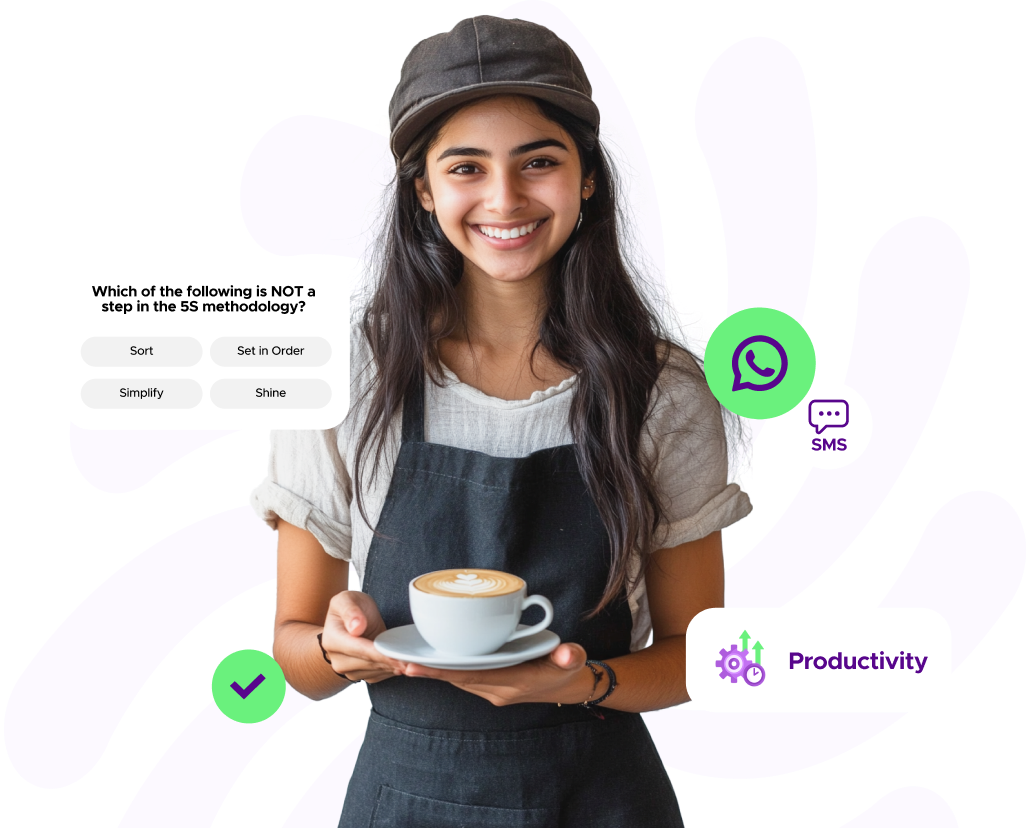 Which of the following is NOT a
step in the 5S methodology?
Sort
Set in Order
Simplify
Shine
SMS
Productivity